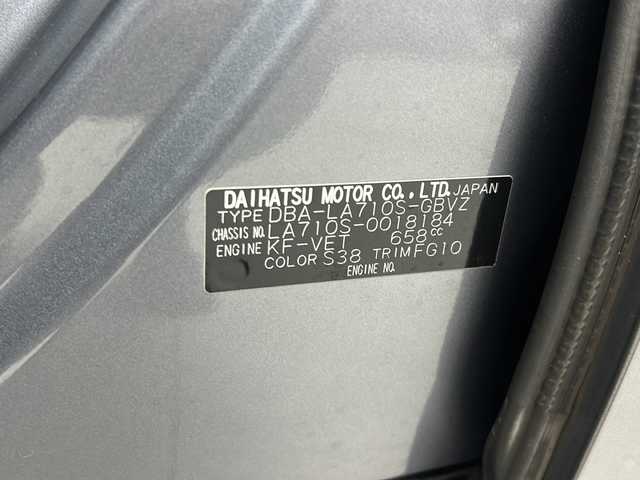 DAIHATSU MOTOR CO., LTD. JAPAN
TYPE DBA-LA710S-GBVZ
CHASSIS NO. LA710S-0018184
ENGINE KF-VET 658cc
COLOR S38 TRIM FG10
ENGINE NO.